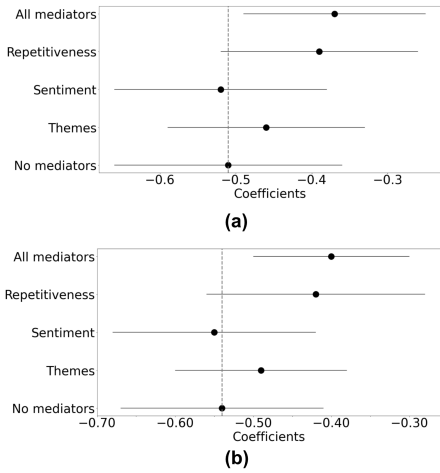 All mediators
Repetitiveness
Sentiment
Themes
No mediators
−0.6 −0.5 −0.4 −0.3
Coefficients
(a)
All mediators
Repetitiveness
Sentiment
Themes
No mediators
−0.70 −0.60 −0.50 −0.40 −0.30
Coefficients
(b)